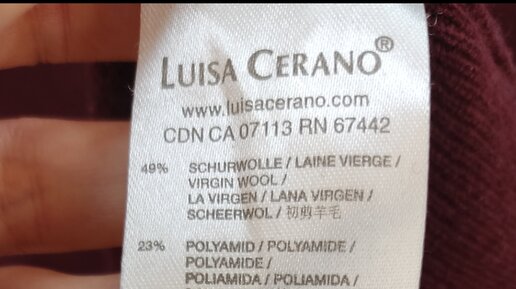 LUISA CERANO®
www.luisacerano.com
CDN CA 07113 RN 67442
49% SCHURWOLLE / LAINE VIERGE /
VIRGIN WOOL /
LA VIRGEN / LANA VIRGEN /
SCHEERWOL / 初剪羊毛
23% POLYAMID / POLYAMIDE /
POLYAMIDE /
POLIAMIDA / POLIAMIDA /